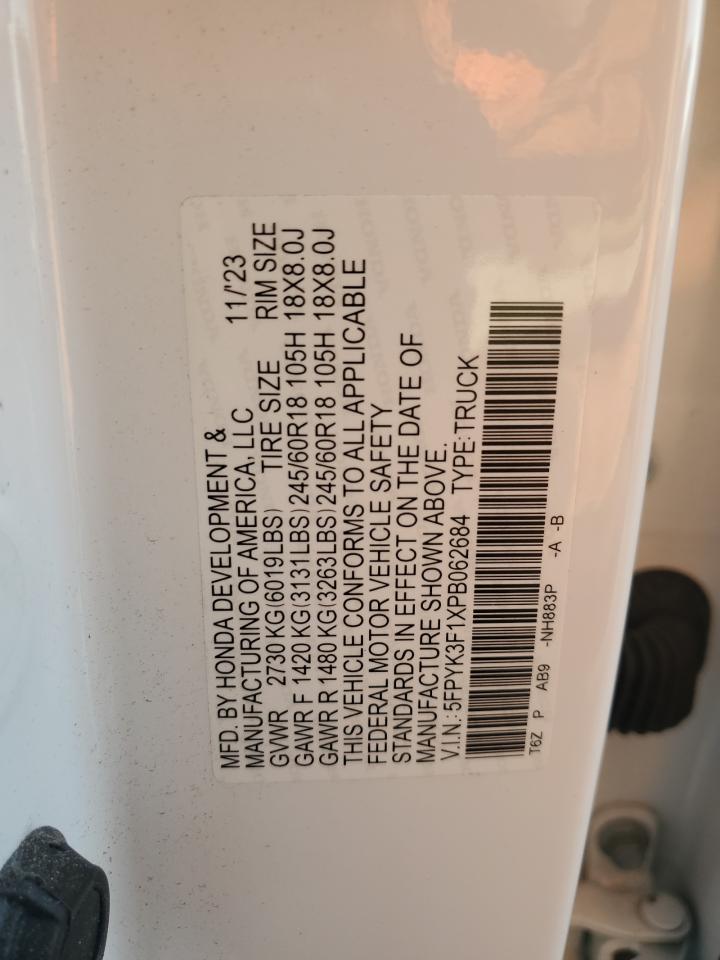 MFD. BY HONDA DEVELOPMENT &
MANUFACTURING OF AMERICA, LLC 11/'23
GVWR 2730 KG(6019LBS) TIRE SIZE RIM SIZE
GAWR F 1420 KG(3131LBS)245/60R18 105H 18X8.0J
GAWR R 1480 KG(3263LBS)245/60R18 105H 18X8.0J
THIS VEHICLE CONFORMS TO ALL APPLICABLE
FEDERAL MOTOR VEHICLE SAFETY
STANDARDS IN EFFECT ON THE DATE OF
MANUFACTURE SHOWN ABOVE.
V.I.N.: 5FPYK3F1XPB062684 TYPE:TRUCK
T6Z P AB9 -NH883P -A -B